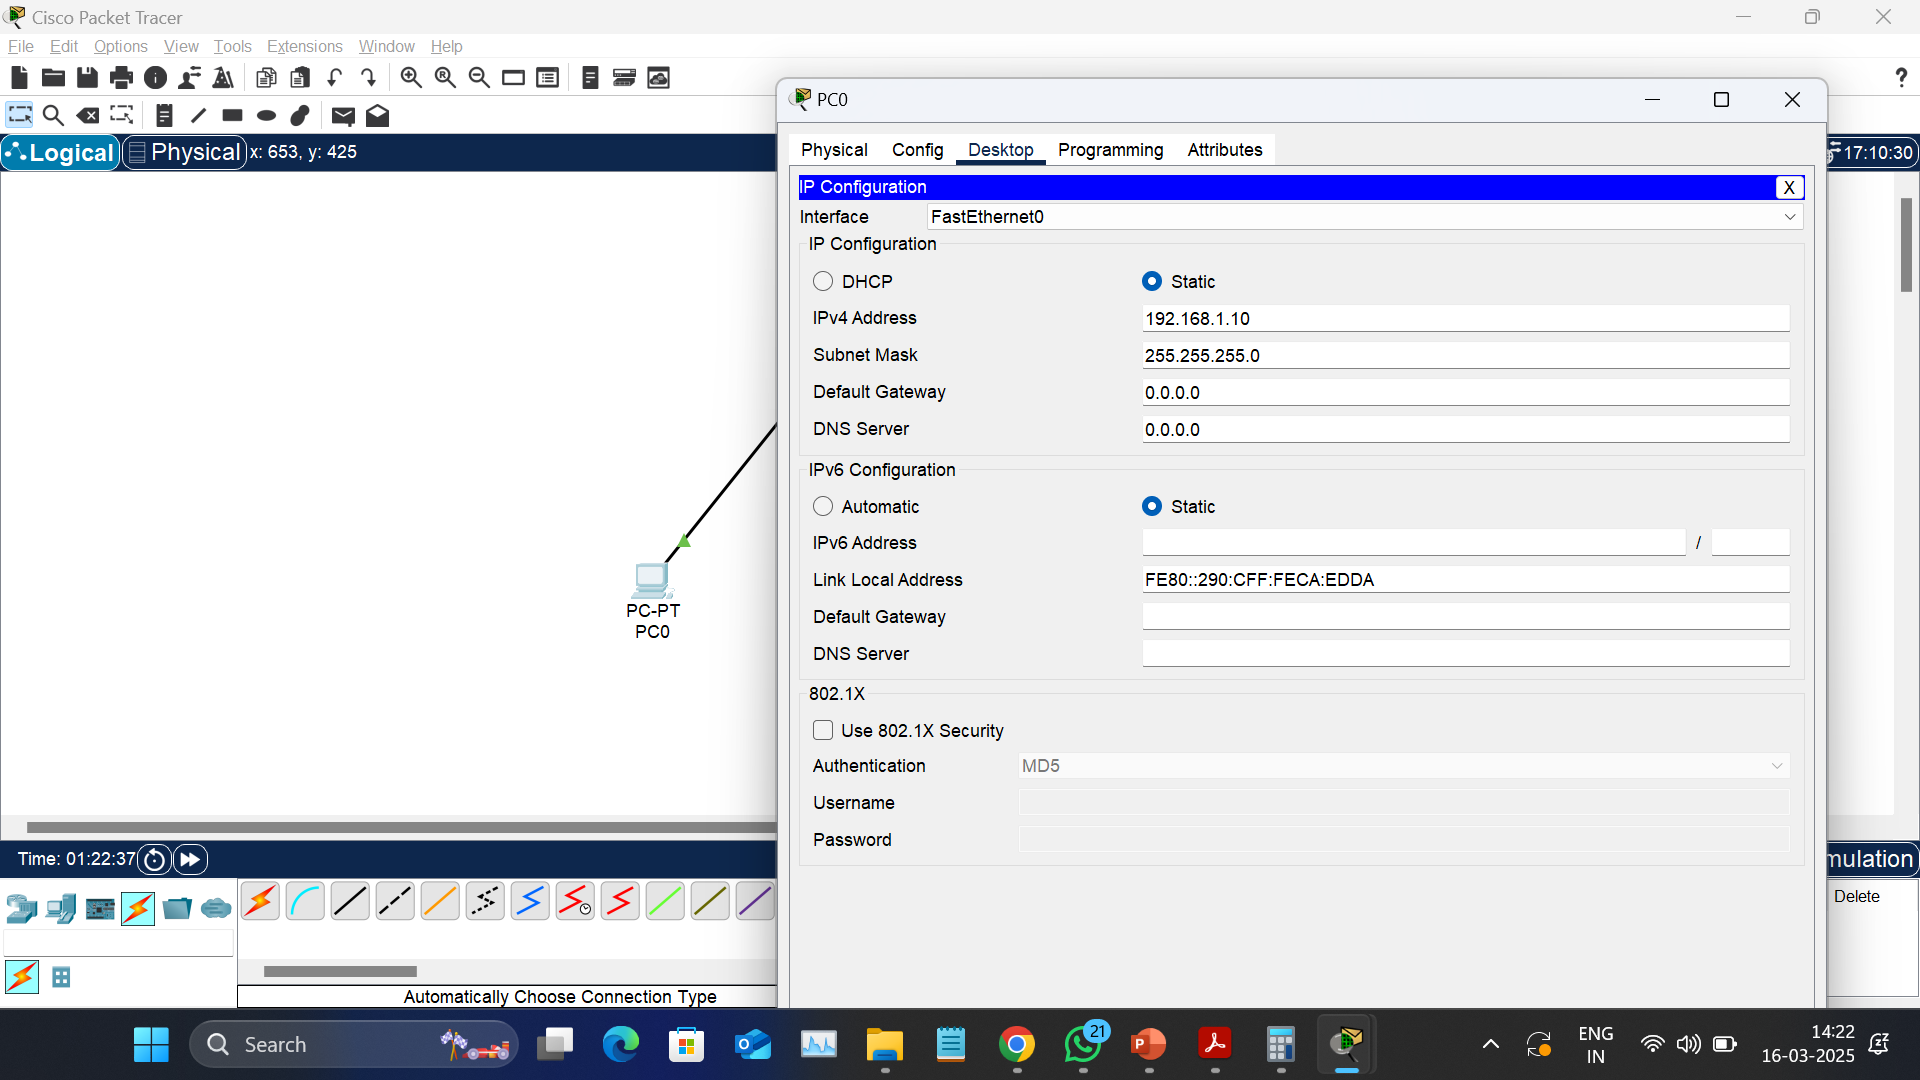 Cisco Packet Tracer
File Edit Options View Tools Extensions Window Help
Logical Physical x: 653, y: 425
17:10:30
PC0
Physical Config Desktop Programming Attributes
IP Configuration X
Interface FastEthernet0
IP Configuration
DHCP Static
IPv4 Address 192.168.1.10
Subnet Mask 255.255.255.0
Default Gateway 0.0.0.0
DNS Server 0.0.0.0
IPv6 Configuration
Automatic Static
IPv6 Address /
Link Local Address FE80::290:CFF:FECA:EDDA
Default Gateway
DNS Server
802.1X
Use 802.1X Security
Authentication MD5
Username
Password
PC-PT
PC0
Time: 01:22:37
mulation
Delete
Automatically Choose Connection Type
Search
21
ENG
IN
14:22
16-03-2025